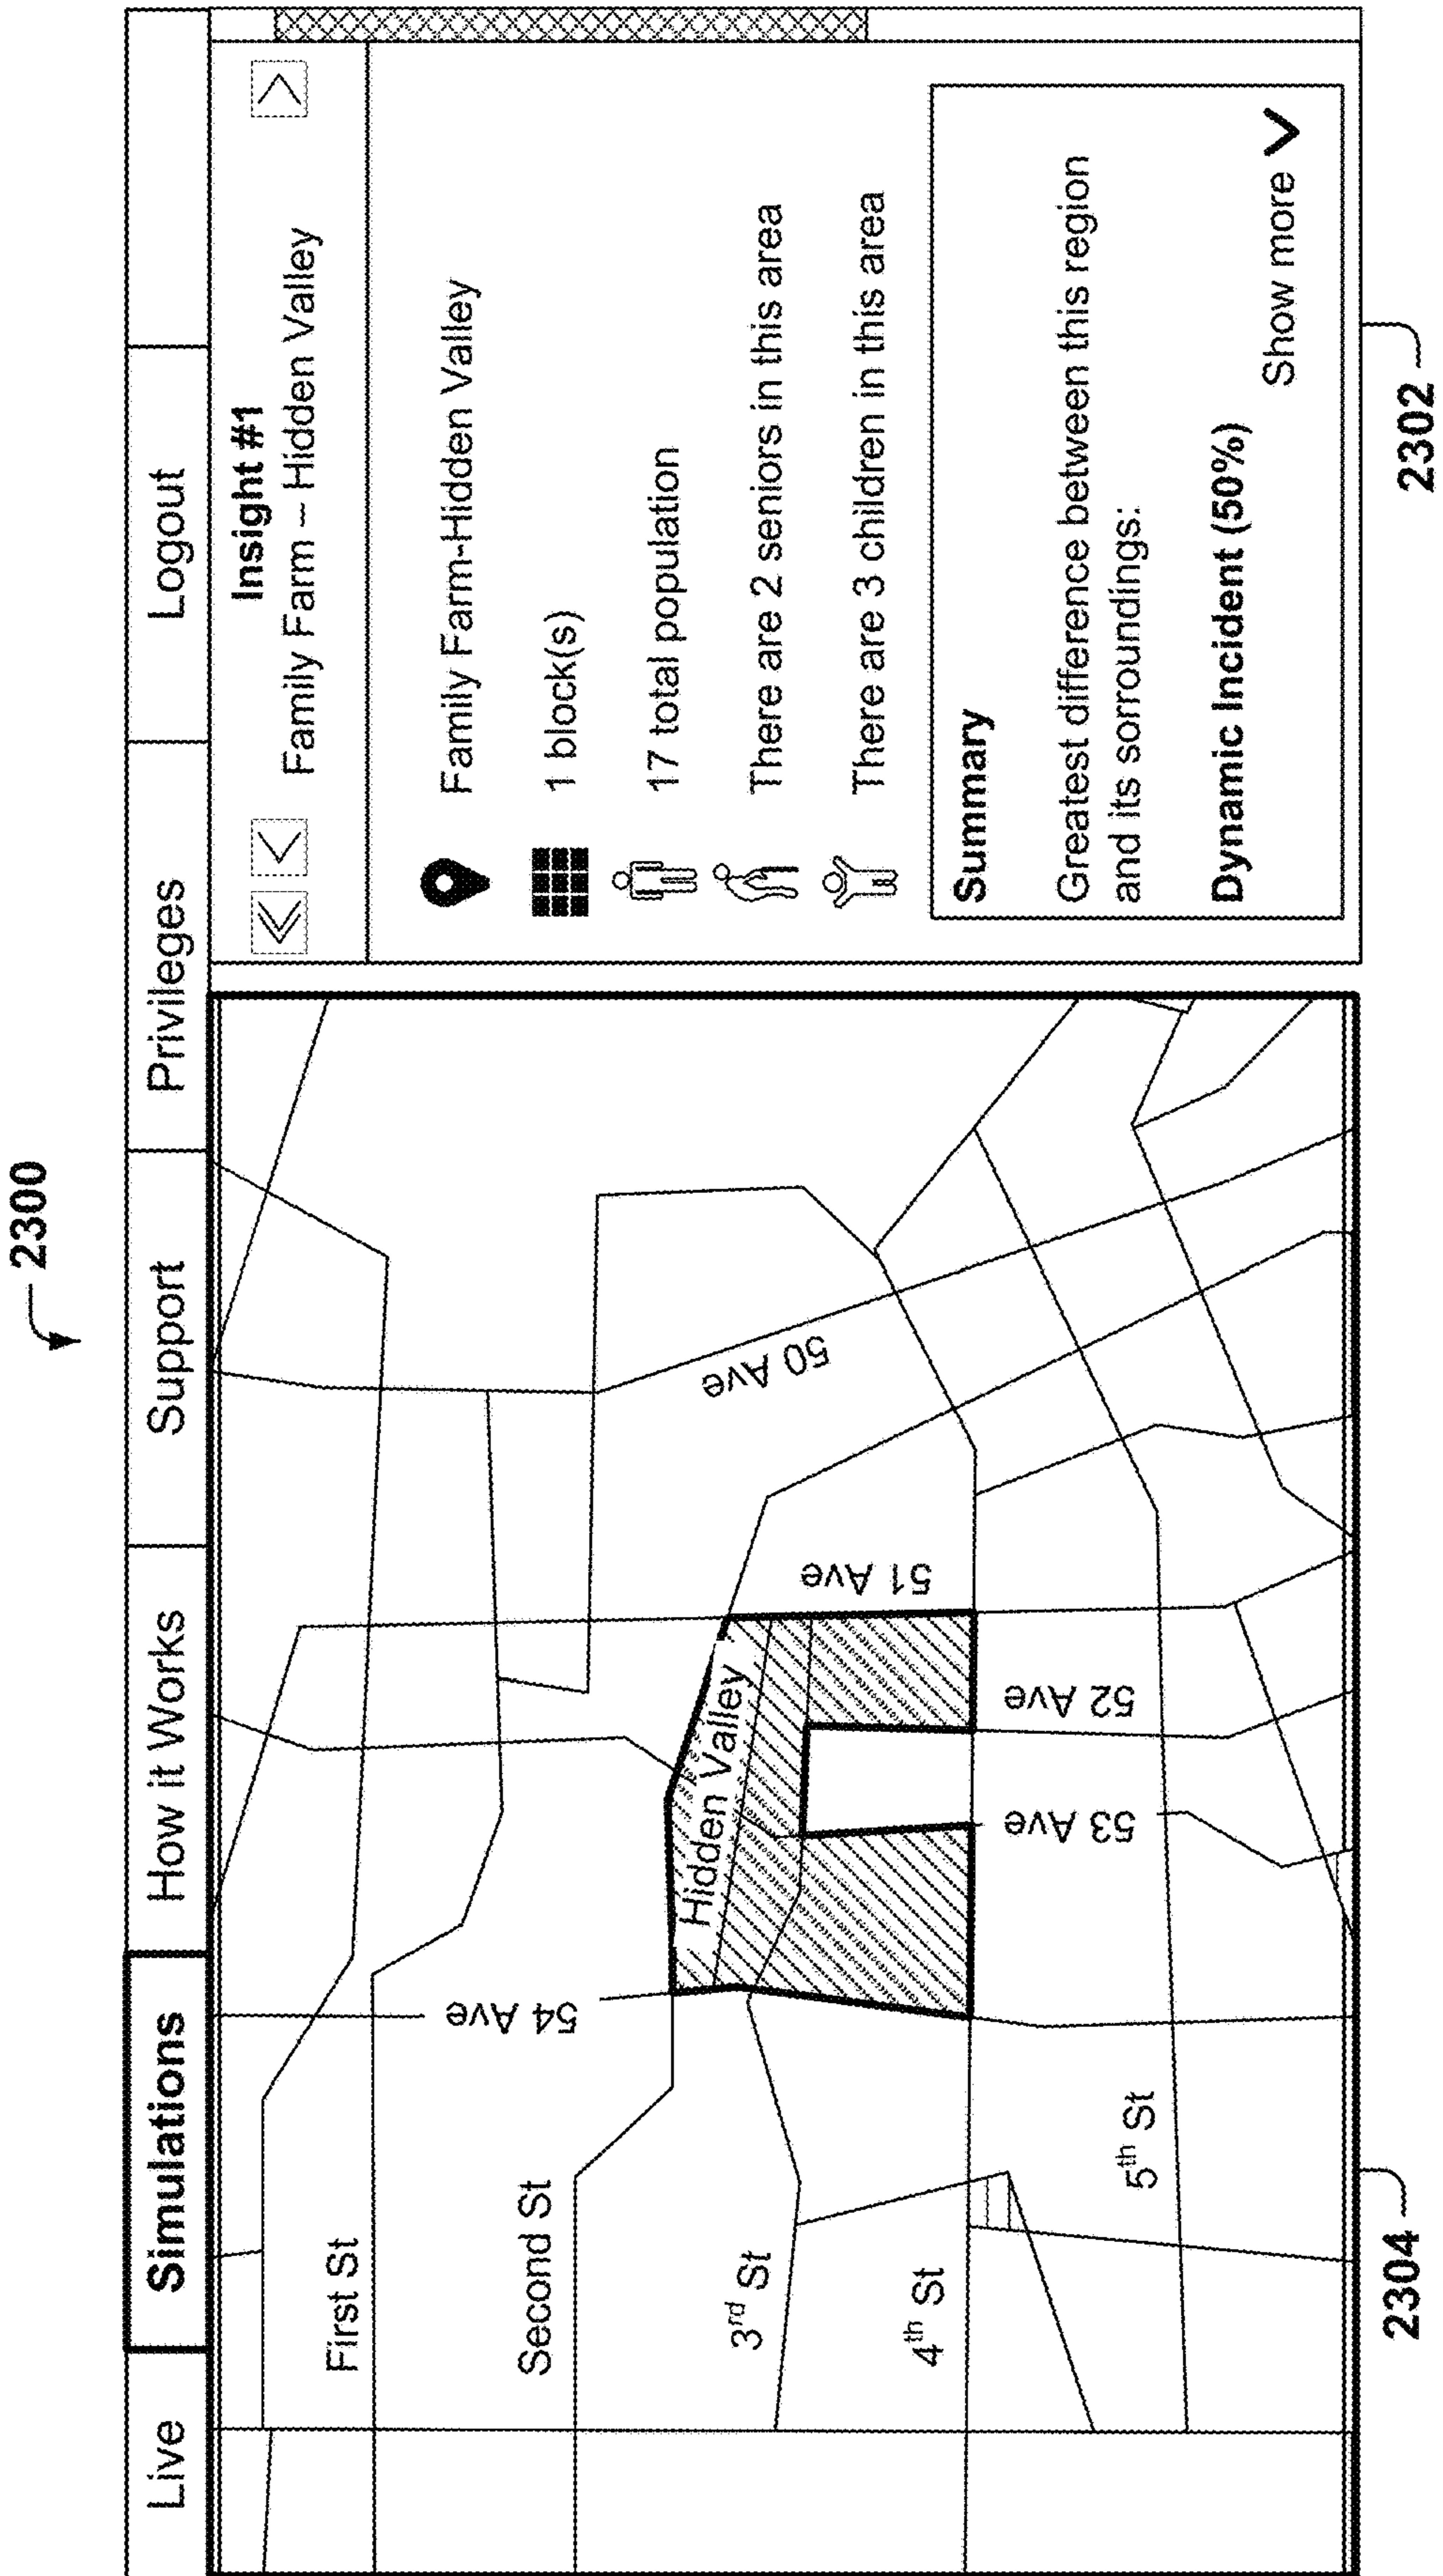 2300
Live
Simulations
How it Works
Support
Privileges
Logout
First St
Second St
3rd St
4th St
5th St
54 Ave
Hidden Valley
53 Ave
52 Ave
51 Ave
50 Ave
2304
Insight #1
Family Farm – Hidden Valley
Family Farm-Hidden Valley
1 block(s)
17 total population
There are 2 seniors in this area
There are 3 children in this area
Summary
Greatest difference between this region
and its sorroundings:
Dynamic Incident (50%)
Show more
2302